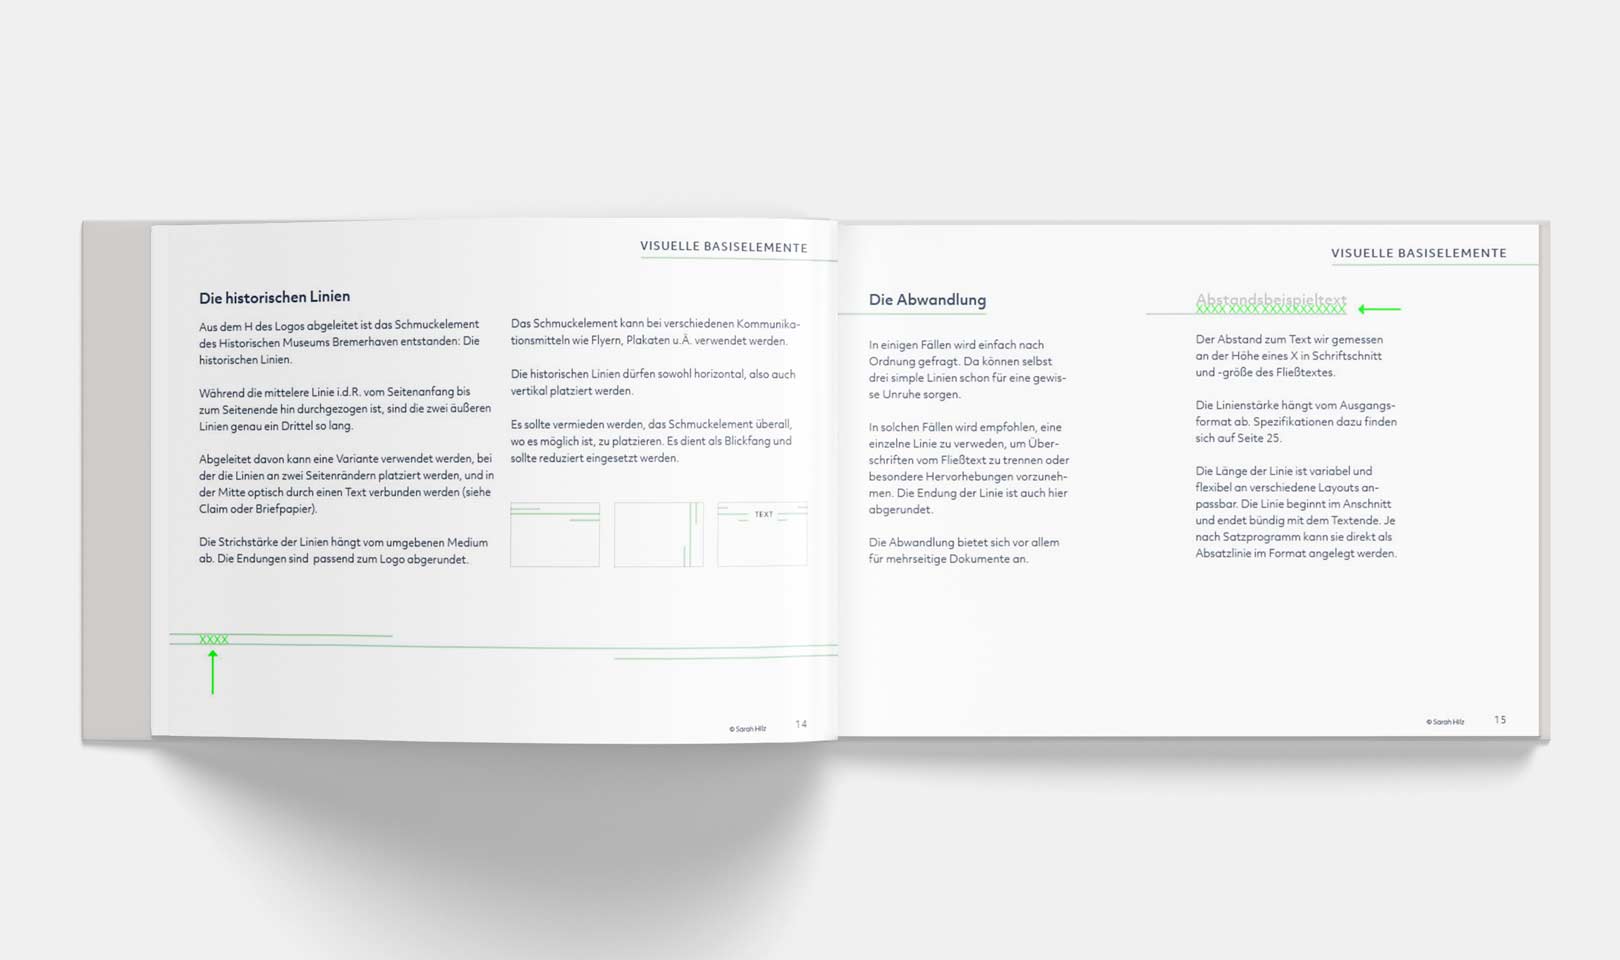 VISUELLE BASISELEMENTE
Die historischen Linien
Aus dem H des Logos abgeleitet ist das Schmuckelement
des Historischen Museums Bremerhaven entstanden: Die
historischen Linien.
Während die mittelere Linie i.d.R. vom Seitenanfang bis
zum Seitenende hin durchgezogen ist, sind die zwei äußeren
Linien genau ein Drittel so lang.
Abgeleitet davon kann eine Variante verwendet werden, bei
der die Linien an zwei Seitenrändern platziert werden, und in
der Mitte optisch durch einen Text verbunden werden (siehe
Claim oder Briefpapier).
Die Strichstärke der Linien hängt vom umgebenen Medium
ab. Die Endungen sind passend zum Logo abgerundet.
Das Schmuckelement kann bei verschiedenen Kommunika-
tionsmitteln wie Flyern, Plakaten u.Ä. verwendet werden.
Die historischen Linien dürfen sowohl horizontal, also auch
vertikal platziert werden.
Es sollte vermieden werden, das Schmuckelement überall,
wo es möglich ist, zu platzieren. Es dient als Blickfang und
sollte reduziert eingesetzt werden.
TEXT
XXXX
© Sarah Hilz
14
VISUELLE BASISELEMENTE
Die Abwandlung
In einigen Fällen wird einfach nach
Ordnung gefragt. Da können selbst
drei simple Linien schon für eine gewis-
se Unruhe sorgen.
In solchen Fällen wird empfohlen, eine
einzelne Linie zu verweden, um Über-
schriften vom Fließtext zu trennen oder
besondere Hervorhebungen vorzuneh-
men. Die Endung der Linie ist auch hier
abgerundet.
Die Abwandlung bietet sich vor allem
für mehrseitige Dokumente an.
Abstandsbeispieltext
XXXX XXXX XXXXXXXXXXX
Der Abstand zum Text wir gemessen
an der Höhe eines X in Schriftschnitt
und -größe des Fließtextes.
Die Linienstärke hängt vom Ausgangs-
format ab. Spezifikationen dazu finden
sich auf Seite 25.
Die Länge der Linie ist variabel und
flexibel an verschiedene Layouts an-
passbar. Die Linie beginnt im Anschnitt
und endet bündig mit dem Textende. Je
nach Satzprogramm kann sie direkt als
Absatzlinie im Format angelegt werden.
© Sarah Hilz
15